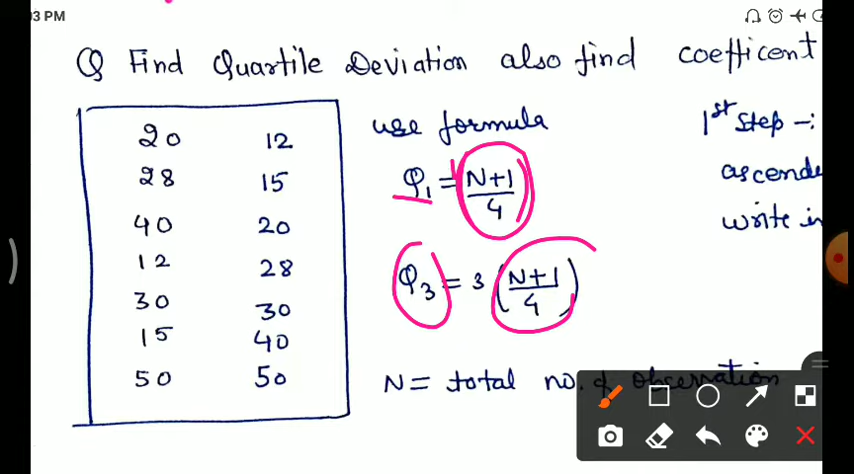 3 PM
Q Find Quartile Deviation also find coefficent
20 12
28 15
40 20
12 28
30 30
15 40
50 50
use formula
Q₁ = N+1/4
Q₃ = 3 (N+1/4)
N = total no. of observation
1st step -:
ascende
write in